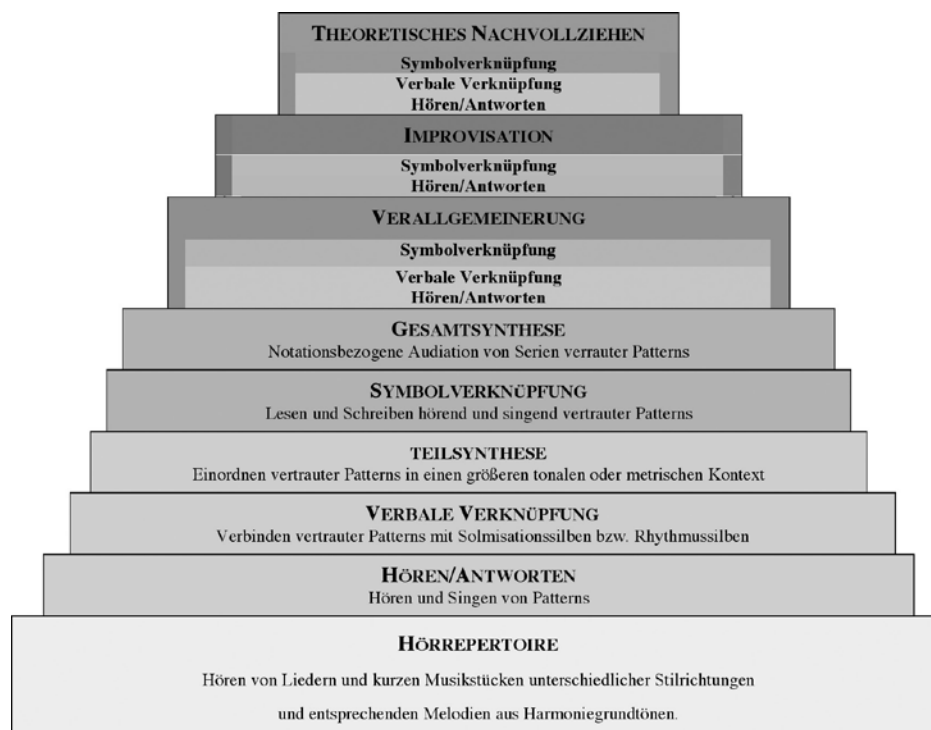 THEORETISCHES NACHVOLLZIEHEN
Symbolverknüpfung
Verbale Verknüpfung
Hören/Antworten
IMPROVISATION
Symbolverknüpfung
Hören/Antworten
VERALLGEMEINERUNG
Symbolverknüpfung
Verbale Verknüpfung
Hören/Antworten
GESAMTSYNTHESE
Notationsbezogene Audiation von Serien verrauter Patterns
SYMBOLVERKNÜPFUNG
Lesen und Schreiben hörend und singend vertrauter Patterns
TEILSYNTHESE
Einordnen vertrauter Patterns in einen größeren tonalen oder metrischen Kontext
VERBALE VERKNÜPFUNG
Verbinden vertrauter Patterns mit Solmisationssilben bzw. Rhythmussilben
HÖREN/ANTWORTEN
Hören und Singen von Patterns
HÖRREPERTOIRE
Hören von Liedern und kurzen Musikstücken unterschiedlicher Stilrichtungen
und entsprechenden Melodien aus Harmoniegrundtönen.